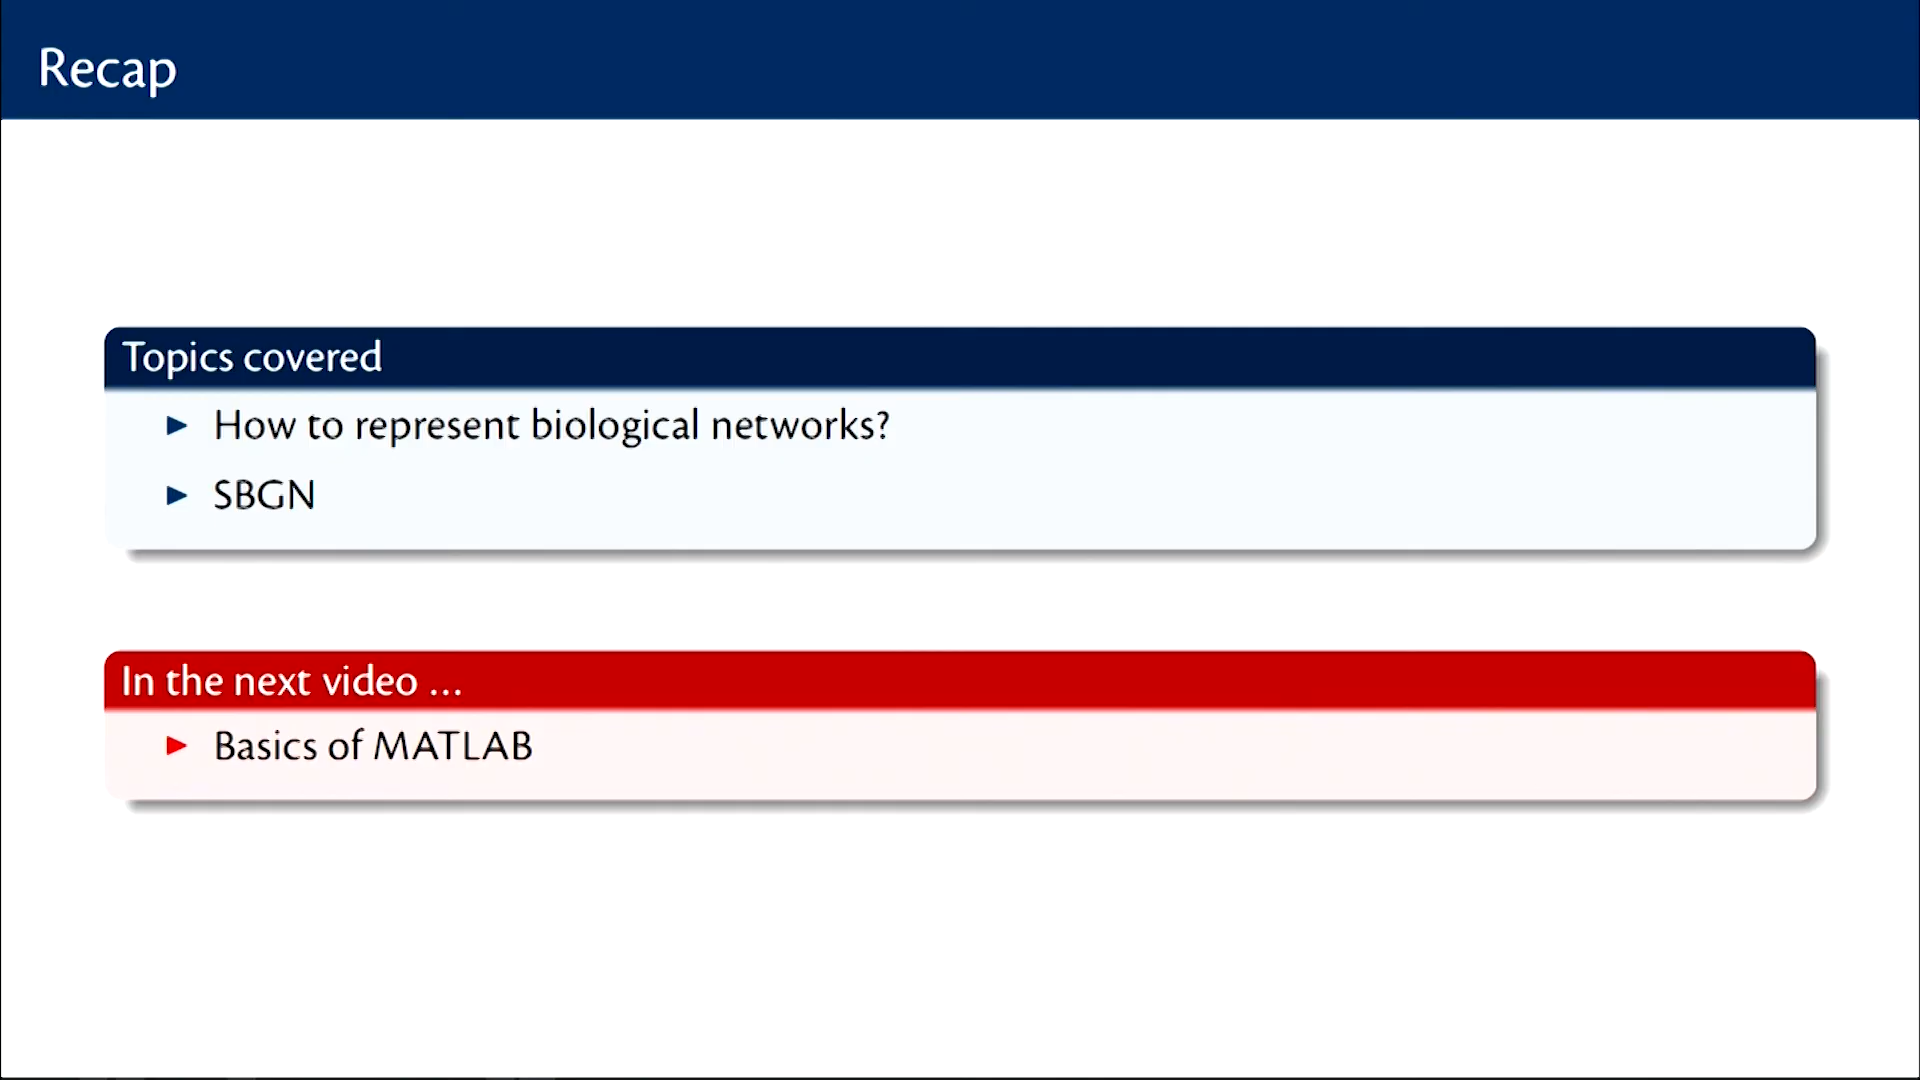 Recap
Topics covered
How to represent biological networks?
SBGN
In the next video ...
Basics of MATLAB